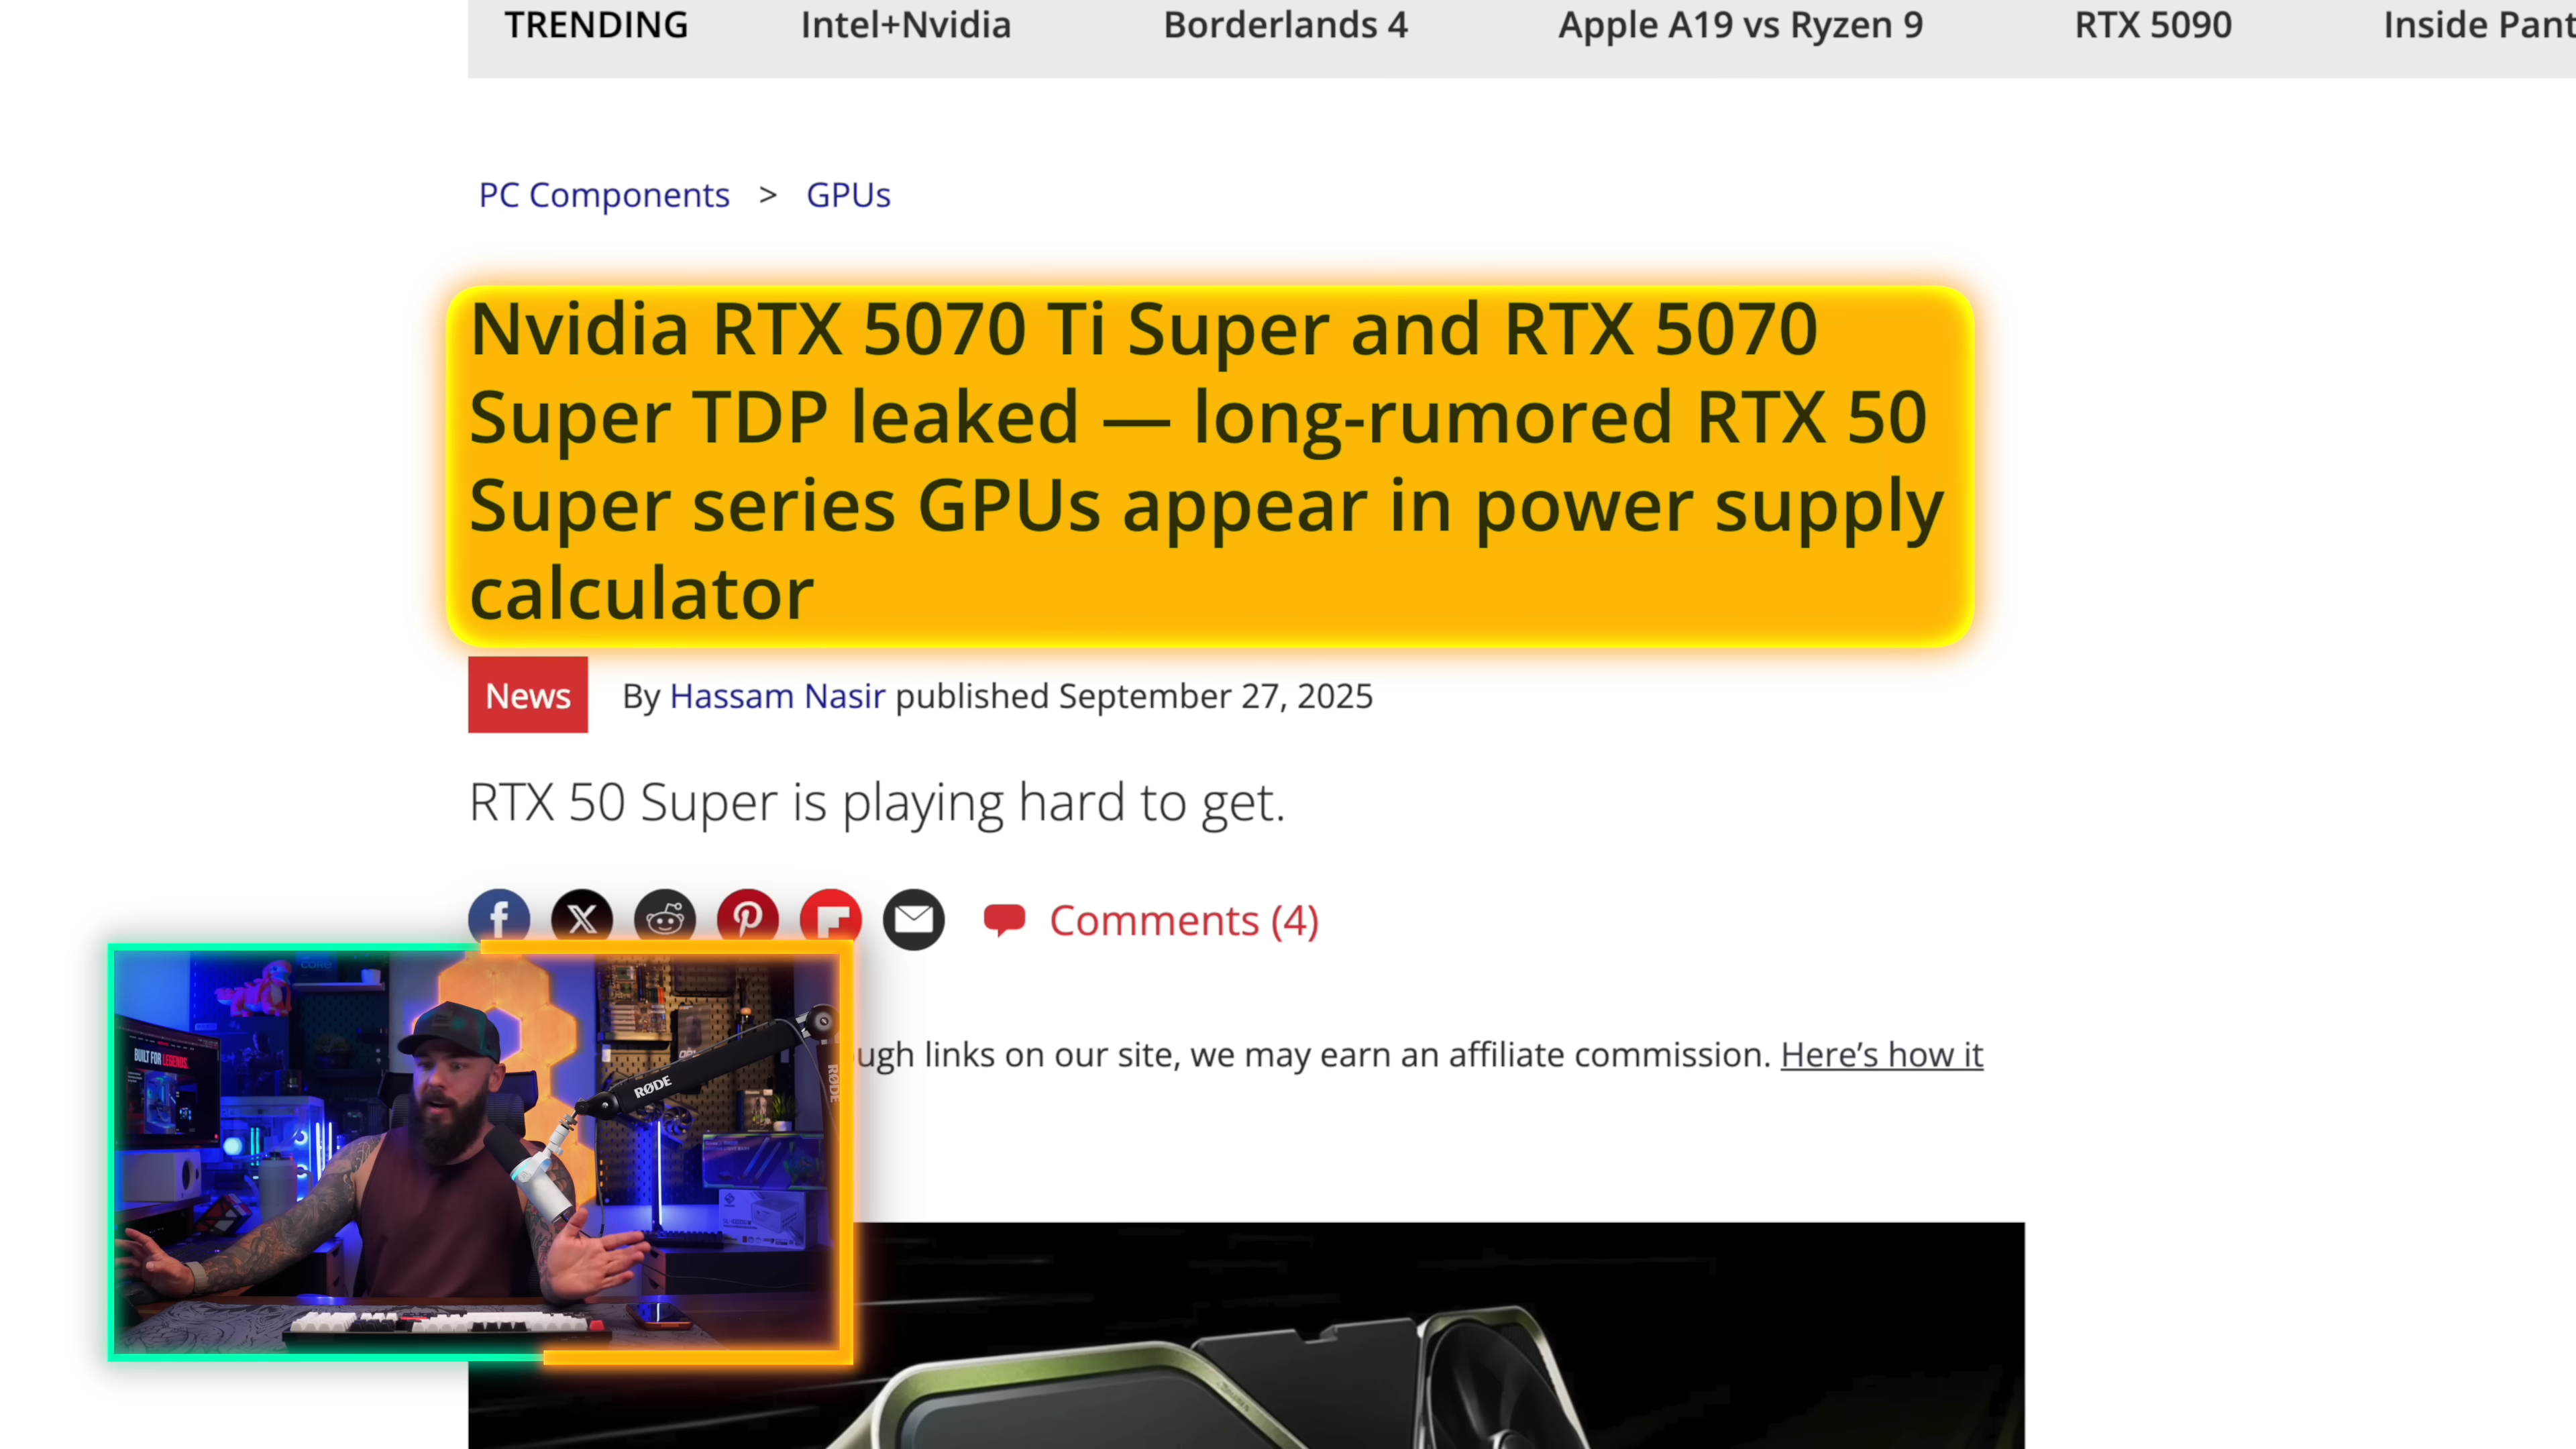 TRENDING Intel+Nvidia Borderlands 4 Apple A19 vs Ryzen 9 RTX 5090 Inside Pant
PC Components > GPUs
Nvidia RTX 5070 Ti Super and RTX 5070
Super TDP leaked — long-rumored RTX 50
Super series GPUs appear in power supply
calculator
News By Hassam Nasir published September 27, 2025
RTX 50 Super is playing hard to get.
Comments (4)
ugh links on our site, we may earn an affiliate commission. Here’s how it
BUILT FOR LEGENDS.
RØDE
RØDE